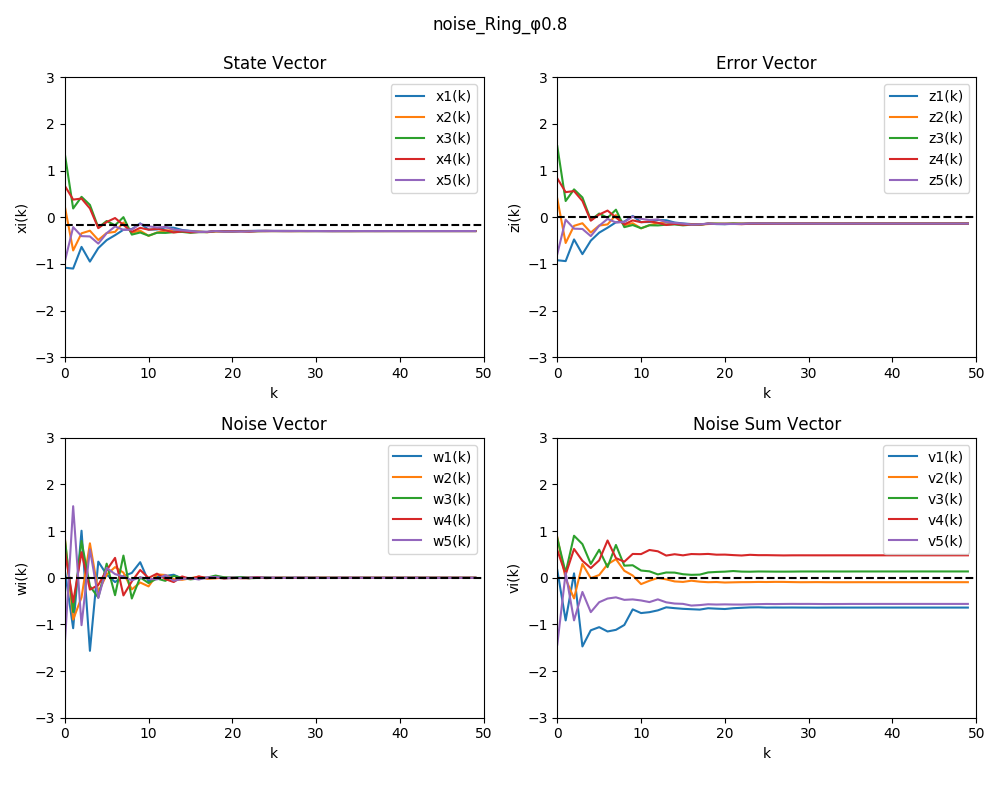 noise_Ring_φ0.8
State Vector
3
2
1
0
−1
−2
−3
xi(k)
0 10 20 30 40 50
k
x1(k)
x2(k)
x3(k)
x4(k)
x5(k)
Error Vector
3
2
1
0
−1
−2
−3
zi(k)
0 10 20 30 40 50
k
z1(k)
z2(k)
z3(k)
z4(k)
z5(k)
Noise Vector
3
2
1
0
−1
−2
−3
wi(k)
0 10 20 30 40 50
k
w1(k)
w2(k)
w3(k)
w4(k)
w5(k)
Noise Sum Vector
3
2
1
0
−1
−2
−3
vi(k)
0 10 20 30 40 50
k
v1(k)
v2(k)
v3(k)
v4(k)
v5(k)